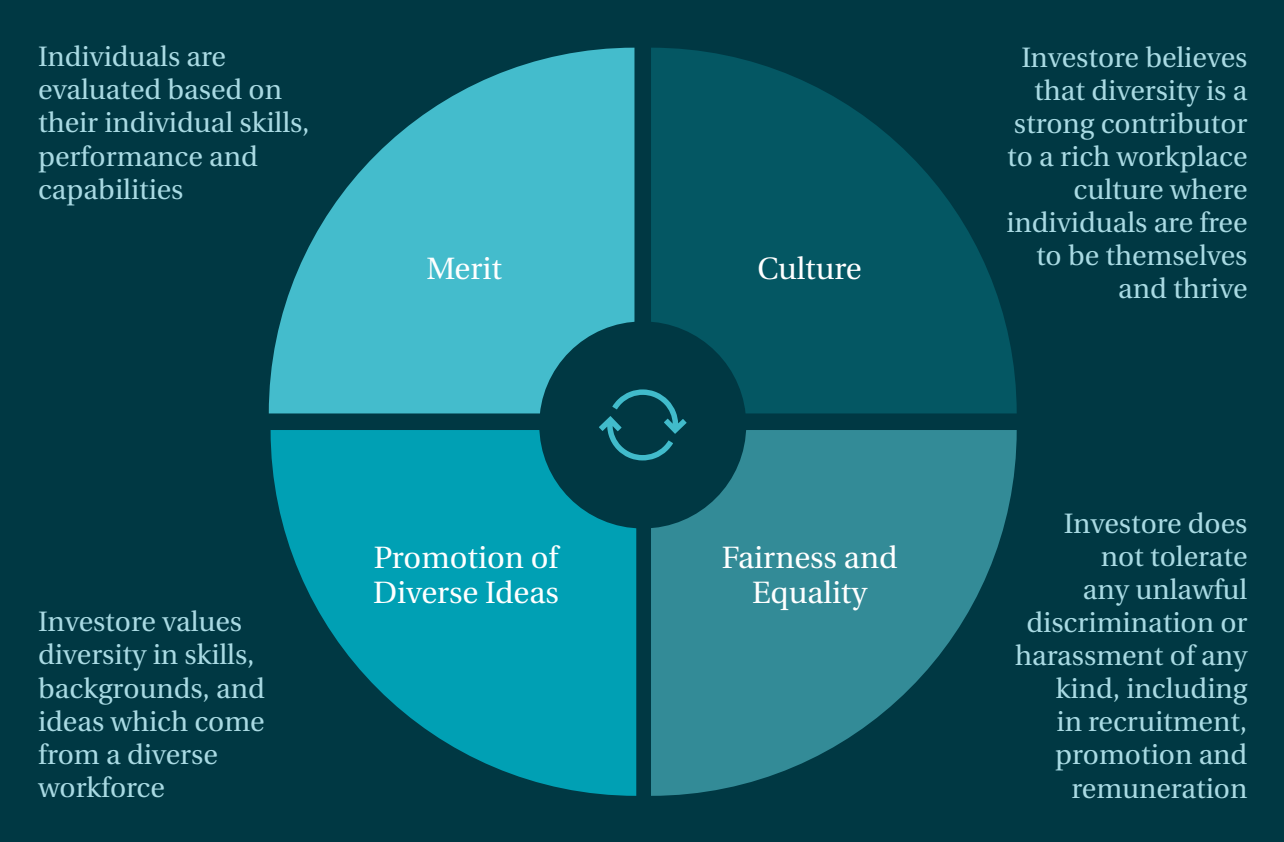 Individuals are
evaluated based on
their individual skills,
performance and
capabilities
Merit
Culture
Investore believes
that diversity is a
strong contributor
to a rich workplace
culture where
individuals are free
to be themselves
and thrive
Promotion of
Diverse Ideas
Investore values
diversity in skills,
backgrounds, and
ideas which come
from a diverse
workforce
Fairness and
Equality
Investore does
not tolerate
any unlawful
discrimination or
harassment of any
kind, including
in recruitment,
promotion and
remuneration